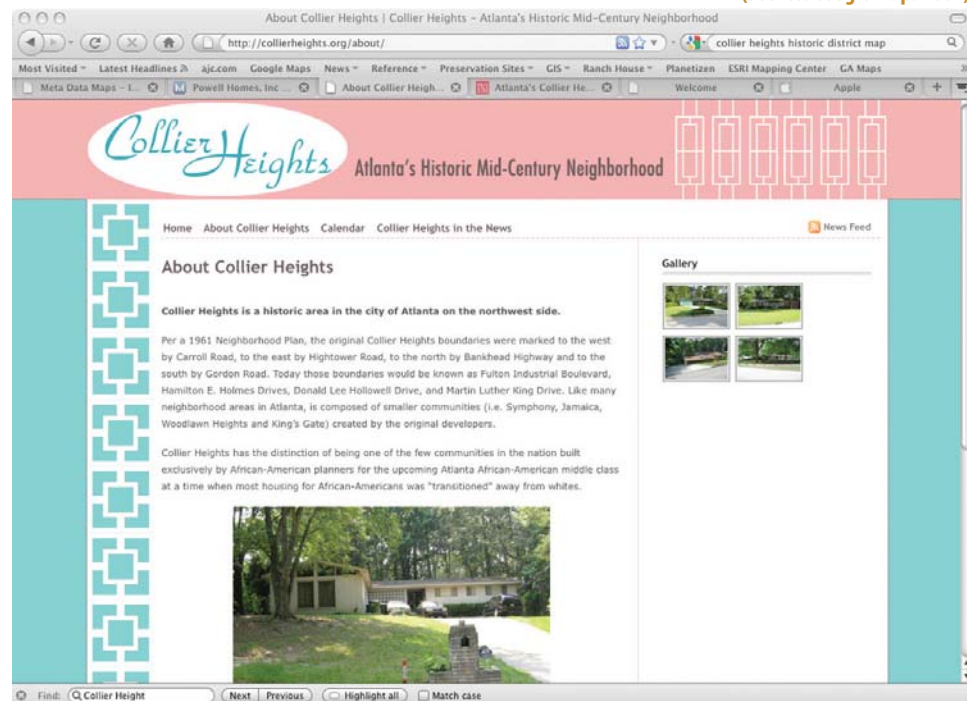 About Collier Heights | Collier Heights – Atlanta's Historic Mid-Century Neighborhood
http://collierheights.org/about/
collier heights historic district map
Most Visited Latest Headlines ajc.com Google Maps News Reference Preservation Sites GIS Ranch House Planetizen ESRI Mapping Center GA Maps
Meta Data Maps – I... Powell Homes, Inc ... About Collier Heigh... Atlanta's Collier He... Welcome Apple
Collier Heights Atlanta's Historic Mid-Century Neighborhood
Home About Collier Heights Calendar Collier Heights in the News News Feed
About Collier Heights
Gallery
Collier Heights is a historic area in the city of Atlanta on the northwest side.
Per a 1961 Neighborhood Plan, the original Collier Heights boundaries were marked to the west
by Carroll Road, to the east by Hightower Road, to the north by Bankhead Highway and to the
south by Gordon Road. Today those boundaries would be known as Fulton Industrial Boulevard,
Hamilton E. Holmes Drives, Donald Lee Hollowell Drive, and Martin Luther King Drive. Like many
neighborhood areas in Atlanta, is composed of smaller communities (i.e. Symphony, Jamaica,
Woodlawn Heights and King's Gate) created by the original developers.
Collier Heights has the distinction of being one of the few communities in the nation built
exclusively by African-American planners for the upcoming Atlanta African-American middle class
at a time when most housing for African-Americans was "transitioned" away from whites.
Find: Collier Height Next Previous Highlight all Match case